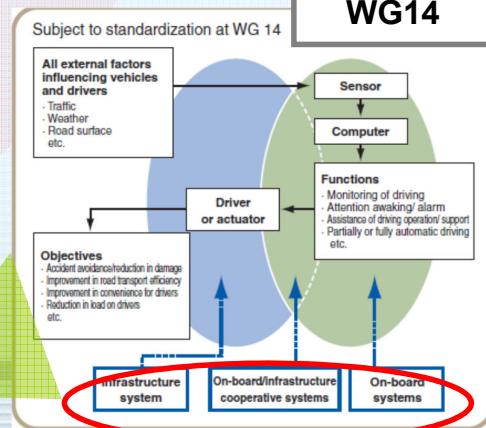 WG14
Subject to standardization at WG 14
All external factors
influencing vehicles
and drivers
- Traffic
- Weather
- Road surface
etc.
Sensor
Computer
Functions
- Monitoring of driving
- Attention awaking/ alarm
- Assistance of driving operation/ support
- Partially or fully automatic driving
etc.
Driver
or actuator
Objectives
- Accident avoidance/reduction in damage
- Improvement in road transport efficiency
- Improvement in convenience for drivers
- Reduction in load on drivers
etc.
Infrastructure
system
On-board/Infrastructure
cooperative systems
On-board
systems